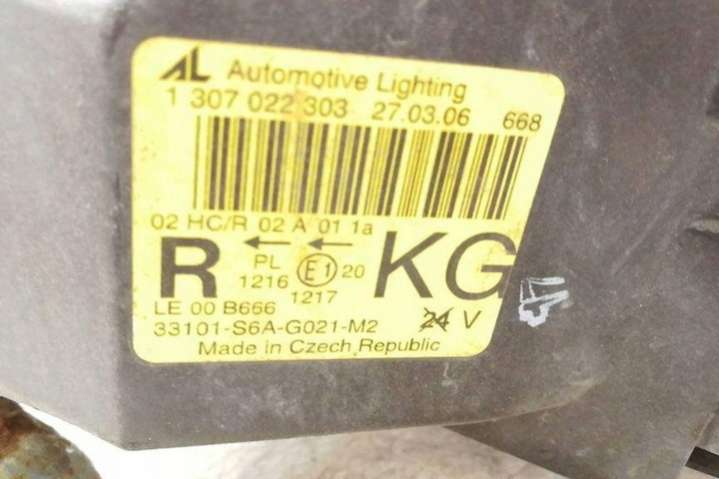 AL Automotive Lighting
1 307 022 303 27.03.06 668
02 HC/R 02 A 01 1a
R PL E1 20 KG
1216
1217
LE 00 B666
33101-S6A-G021-M2 24 V
Made in Czech Republic